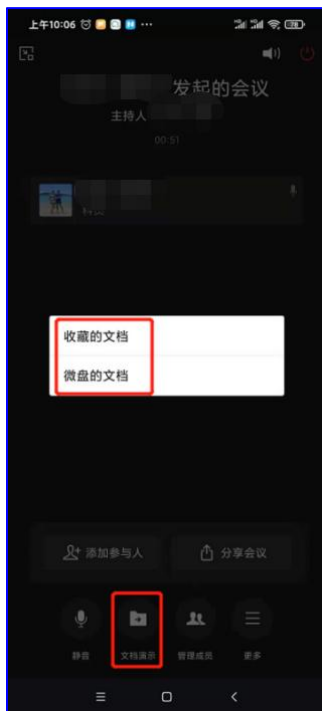 上午10:06
发起的会议
主持人
00:51
收藏的文档
微盘的文档
添加参与人
分享会议
静音
文档演示
管理成员
更多